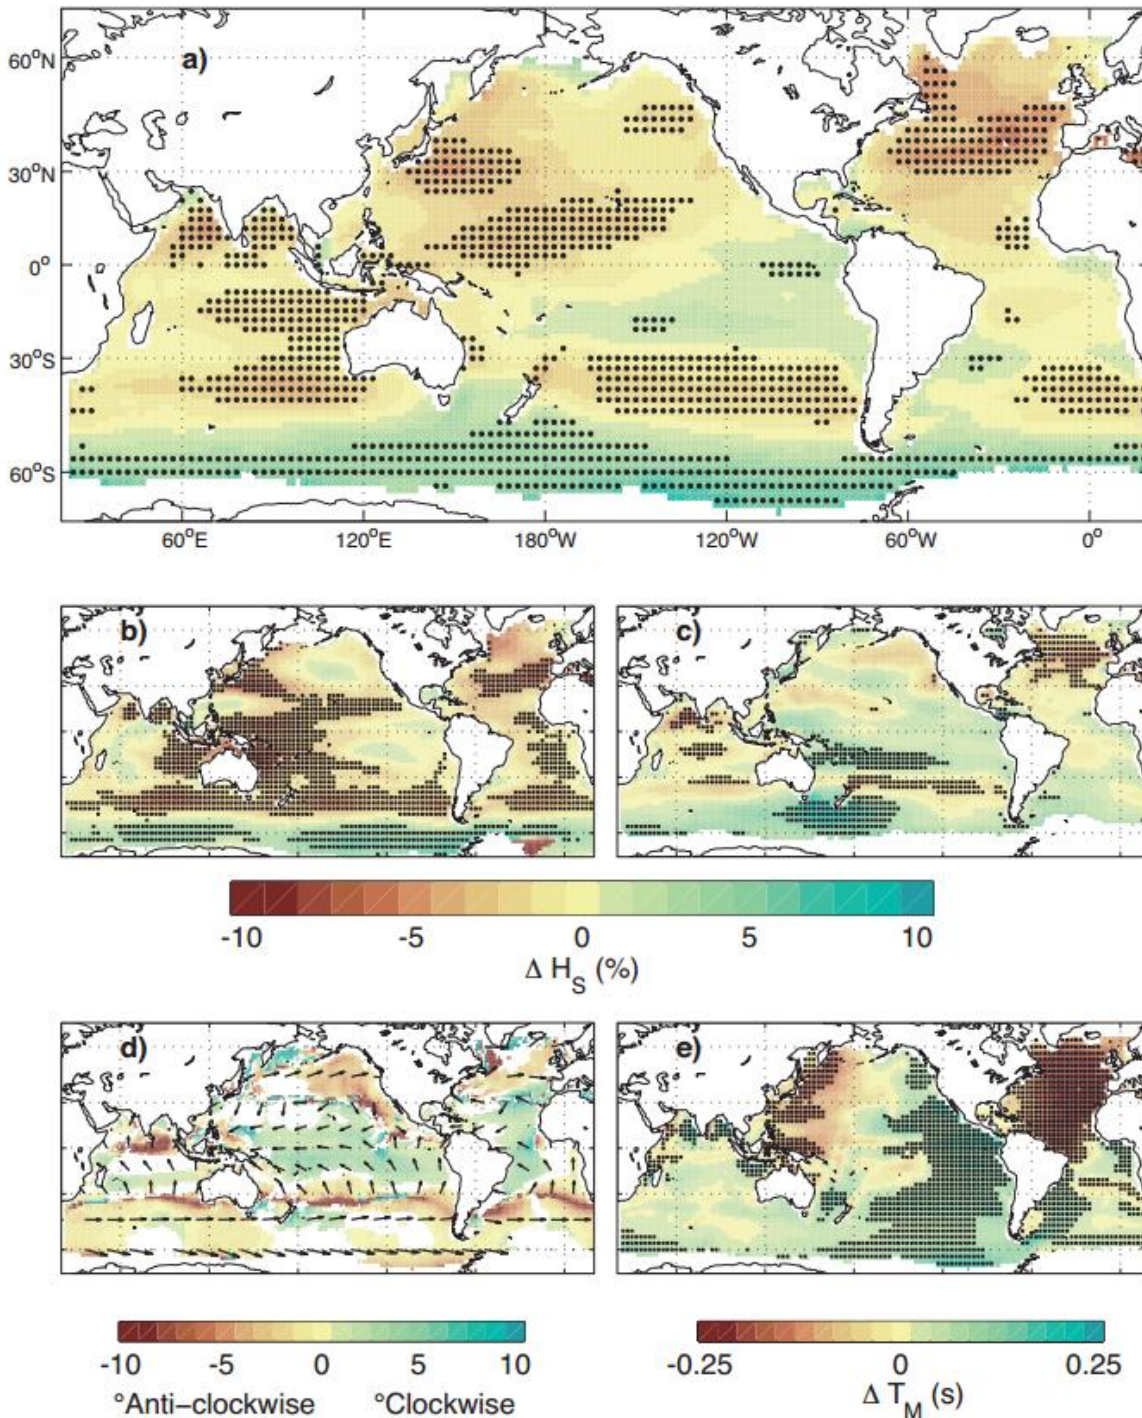 a)
60°N
30°N
0°
30°S
60°S
60°E 120°E 180°W 120°W 60°W 0°
b) c)
-10 -5 0 5 10
Δ H_S (%)
d) e)
-10 -5 0 5 10
°Anti-clockwise °Clockwise
-0.25 0 0.25
Δ T_M (s)